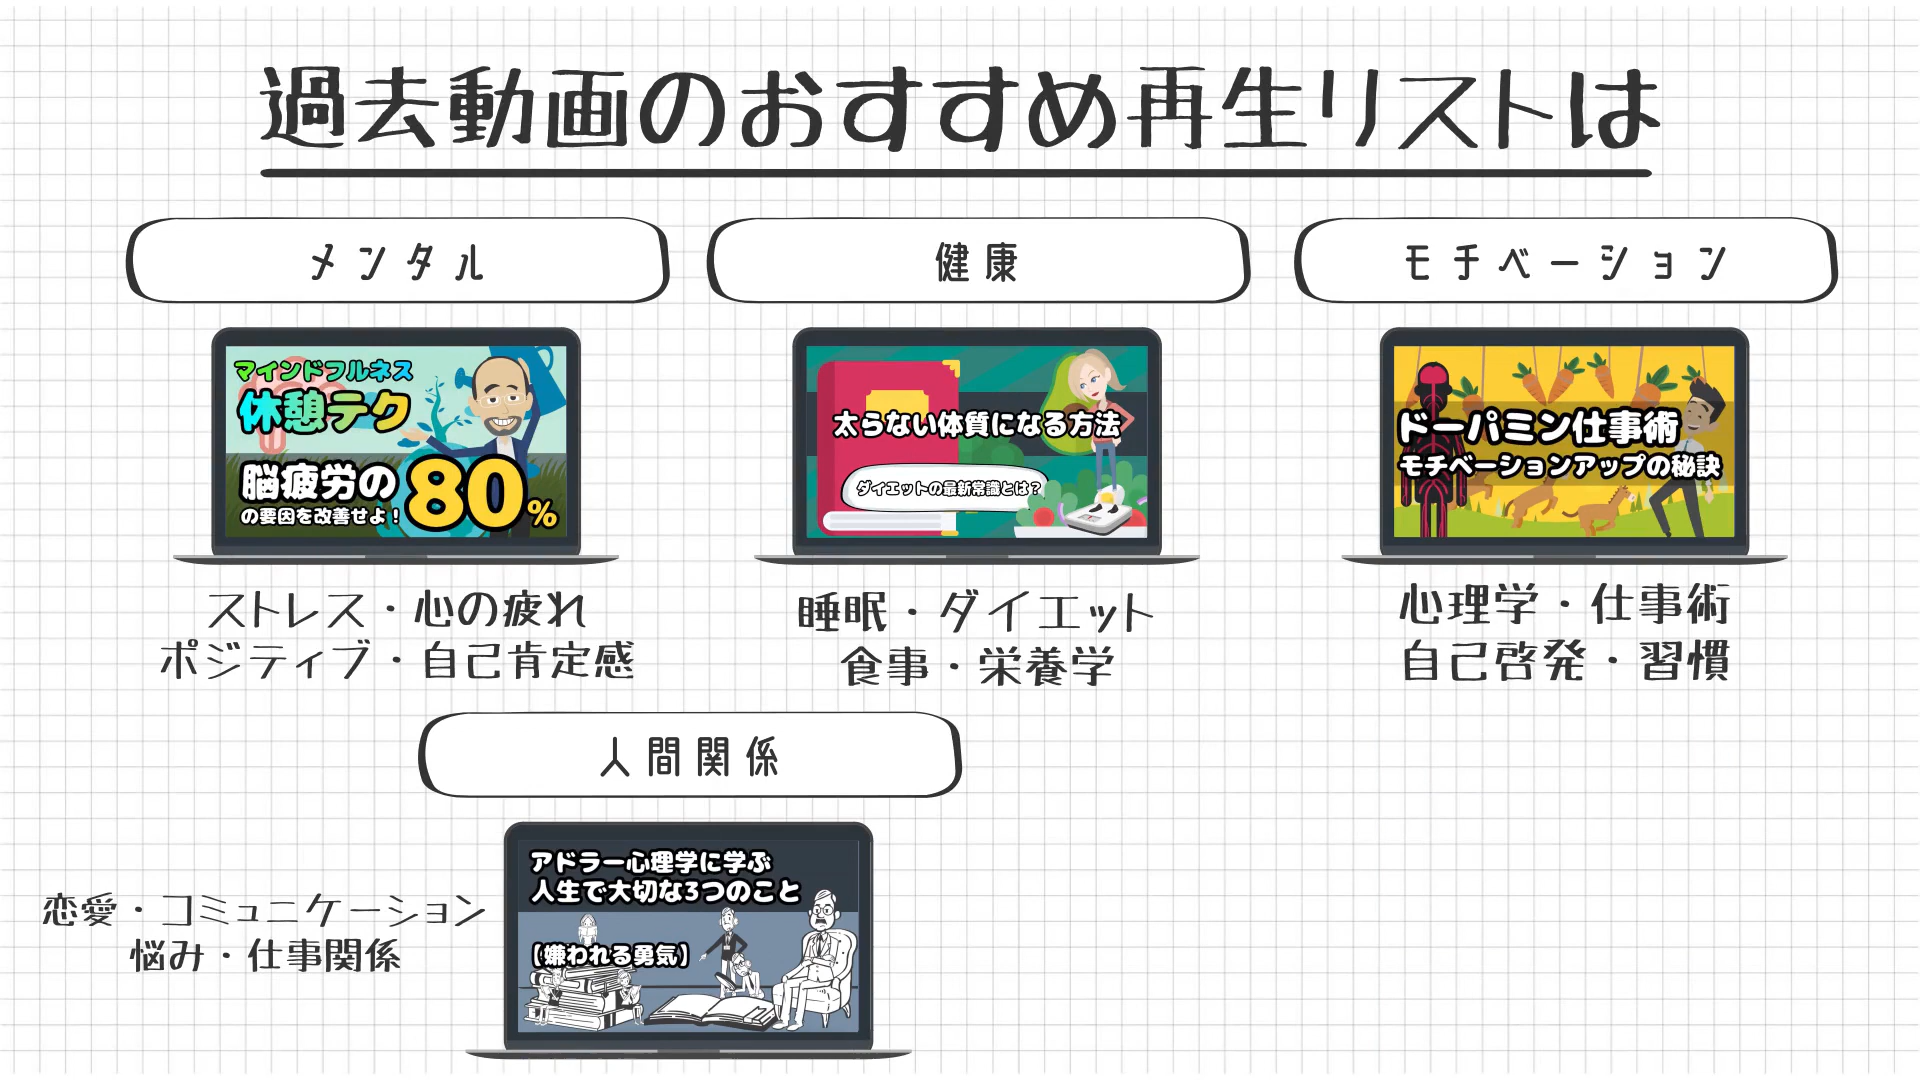 過去動画のおすすめ再生リストは
メンタル
マインドフルネス
休憩テク
脳疲労の80%
の要因を改善せよ！
ストレス・心の疲れ
ポジティブ・自己肯定感
健康
太らない体質になる方法
ダイエットの最新常識とは？
睡眠・ダイエット
食事・栄養学
モチベーション
ドーパミン仕事術
モチベーションアップの秘訣
心理学・仕事術
自己啓発・習慣
人間関係
アドラー心理学に学ぶ
人生で大切な3つのこと
【嫌われる勇気】
恋愛・コミュニケーション
悩み・仕事関係